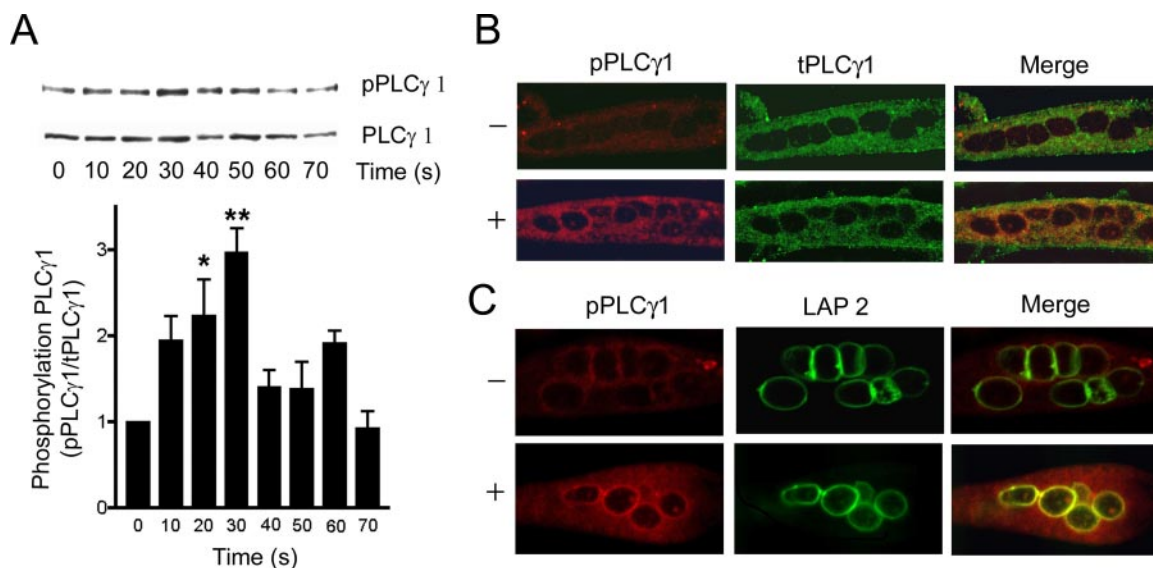 A
pPLCγ 1
PLCγ 1
0 10 20 30 40 50 60 70 Time (s)
Phosphorylation PLCγ1
(pPLCγ1/tPLCγ1)
3
2
1
0
* **
0 10 20 30 40 50 60 70
Time (s)
B
pPLCγ1 tPLCγ1 Merge
−
+
C
pPLCγ1 LAP 2 Merge
−
+